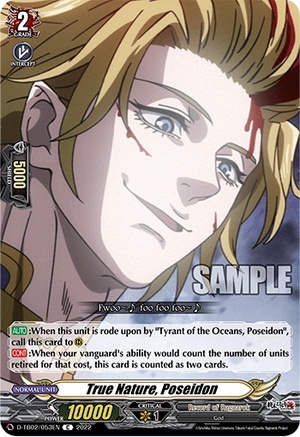 2
GRADE
INTERCEPT
5000
SHIELD
SAMPLE
Fwoo~♪ foo foo foo~♪
AUTO:When this unit is rode upon by "Tyrant of the Oceans, Poseidon",
call this card to
CONT:When your vanguard's ability would count the number of units
retired for that cost, this card is counted as two cards.
NORMAL UNIT
True Nature, Poseidon
POWER
10000
CRITICAL
1
Record of Ragnarok
God
D-TB02/053EN C 2022